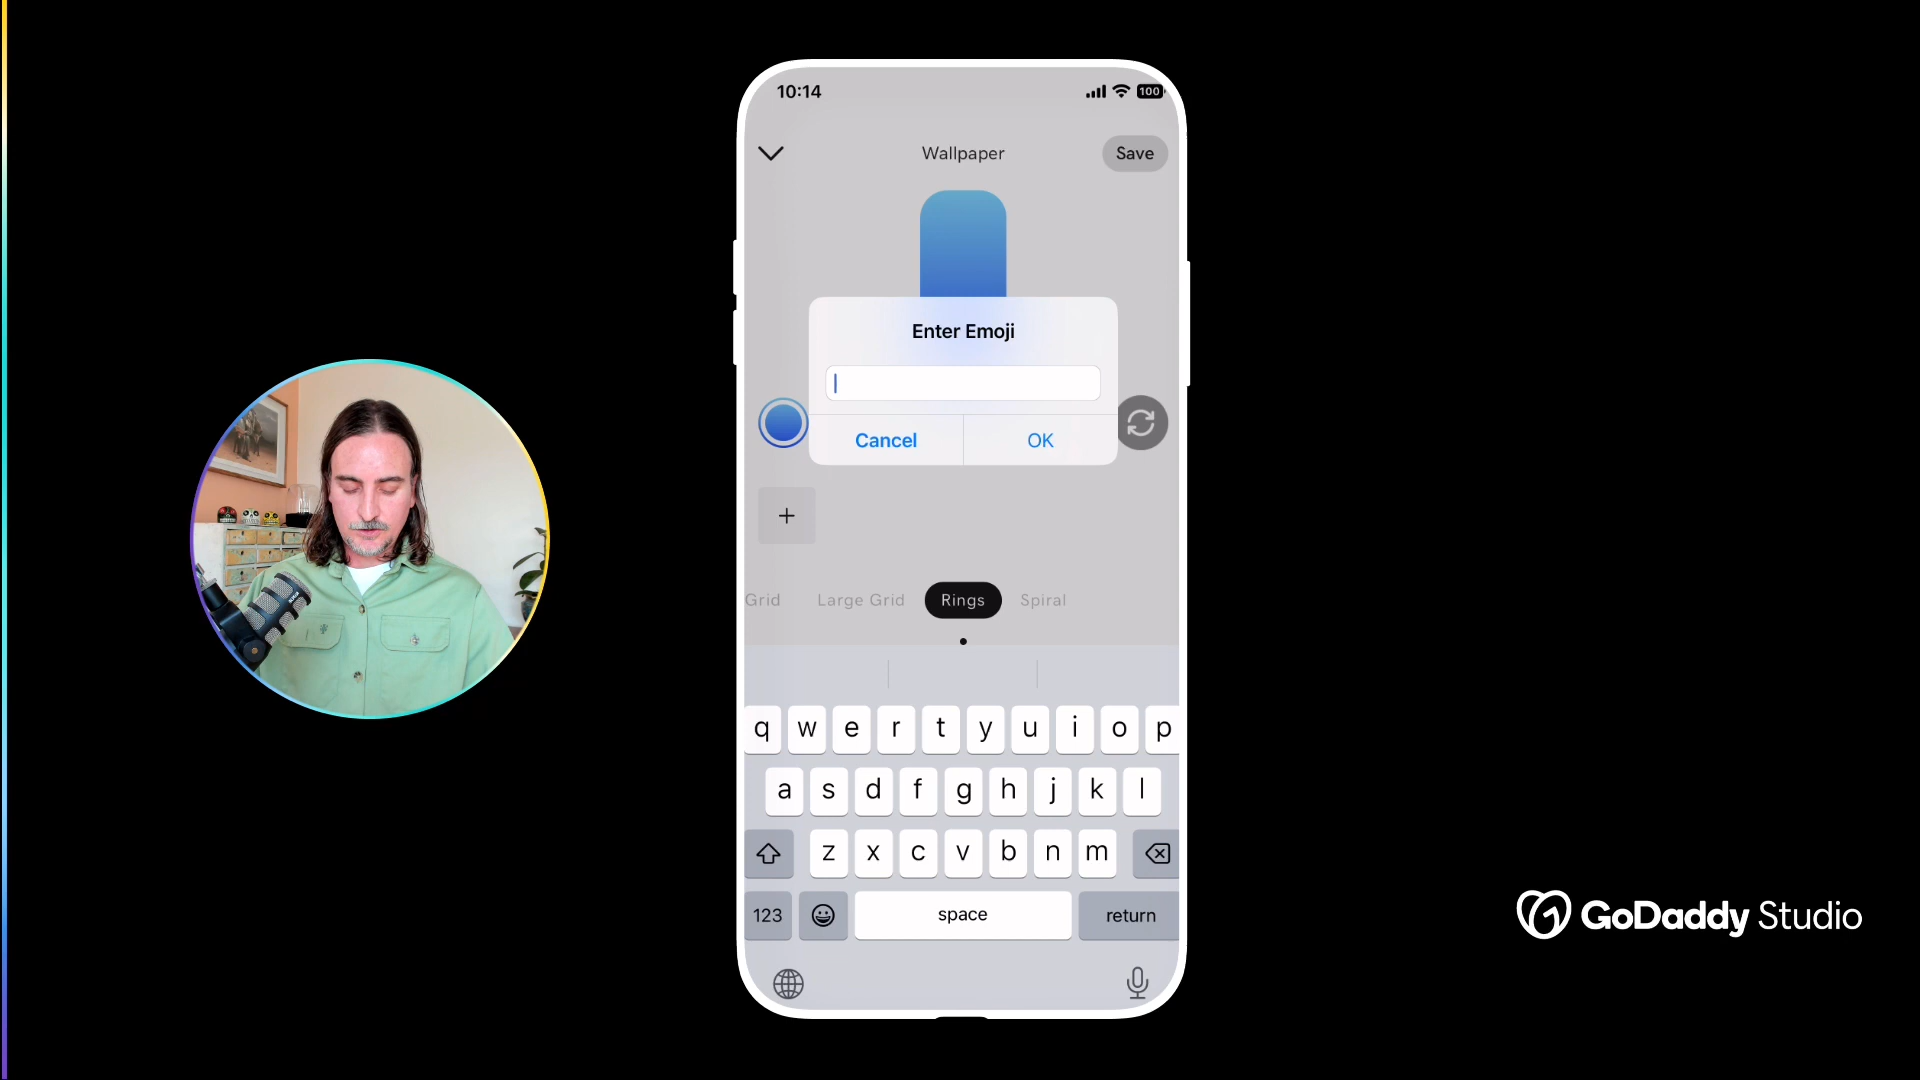 10:14
100
Wallpaper
Save
Enter Emoji
Cancel
OK
+
Grid
Large Grid
Rings
Spiral
q w e r t y u i o p
a s d f g h j k l
z x c v b n m
123
space
return
GoDaddy Studio